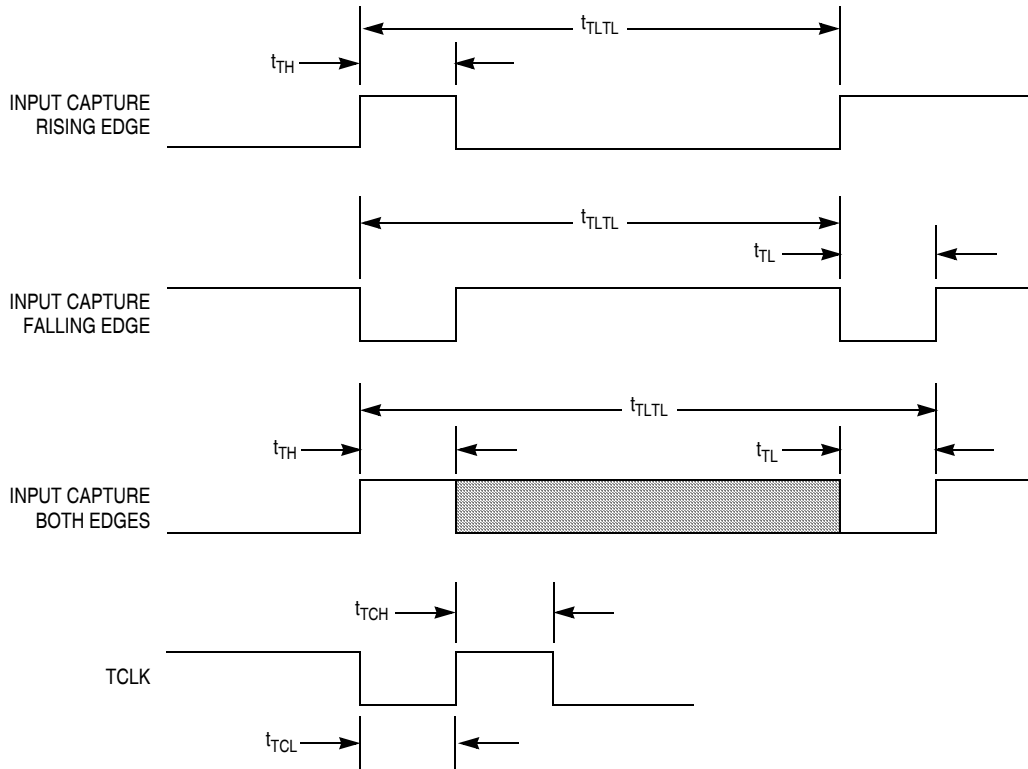 tTLTL
tTH
INPUT CAPTURE
RISING EDGE
tTLTL
tTL
INPUT CAPTURE
FALLING EDGE
tTLTL
tTH
tTL
INPUT CAPTURE
BOTH EDGES
tTCH
TCLK
tTCL